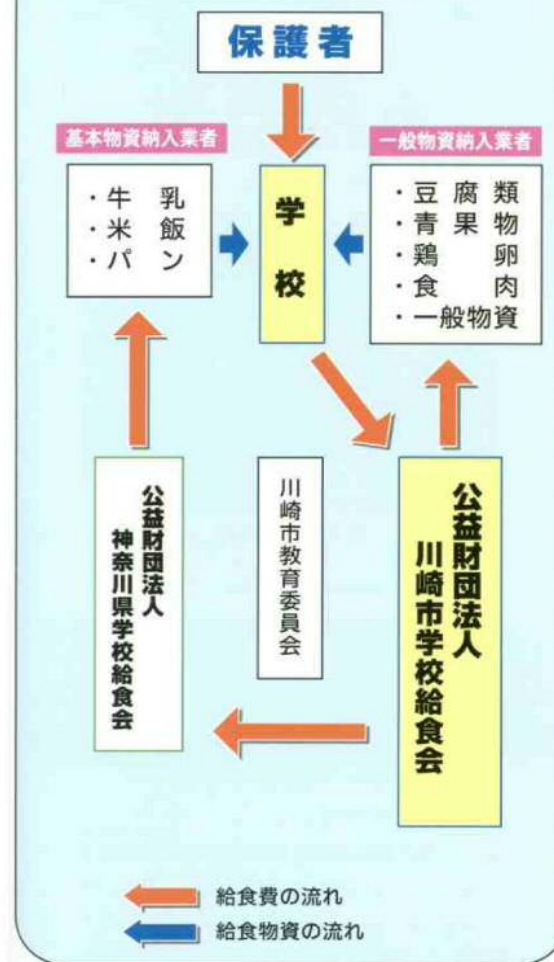 保護者
基本物資納入業者
・牛乳
・米飯
・パン
学校
一般物資納入業者
・豆腐類
・青果物
・鶏卵
・食肉
・一般物資
公益財団法人
神奈川県学校給食会
川崎市教育委員会
公益財団法人
川崎市学校給食会
給食費の流れ
給食物資の流れ